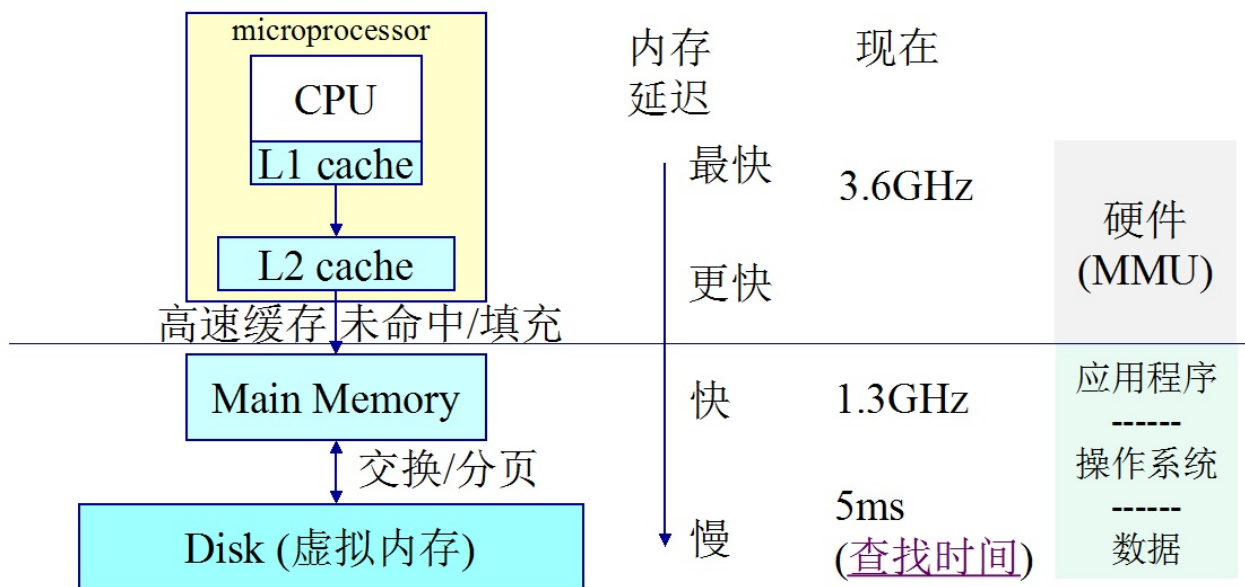 microprocessor
CPU
L1 cache
L2 cache
高速缓存 未命中/填充
Main Memory
交换/分页
Disk (虚拟内存)
内存
延迟
最快
更快
快
慢
现在
3.6GHz
1.3GHz
5ms
(查找时间)
硬件
(MMU)
应用程序
------
操作系统
------
数据